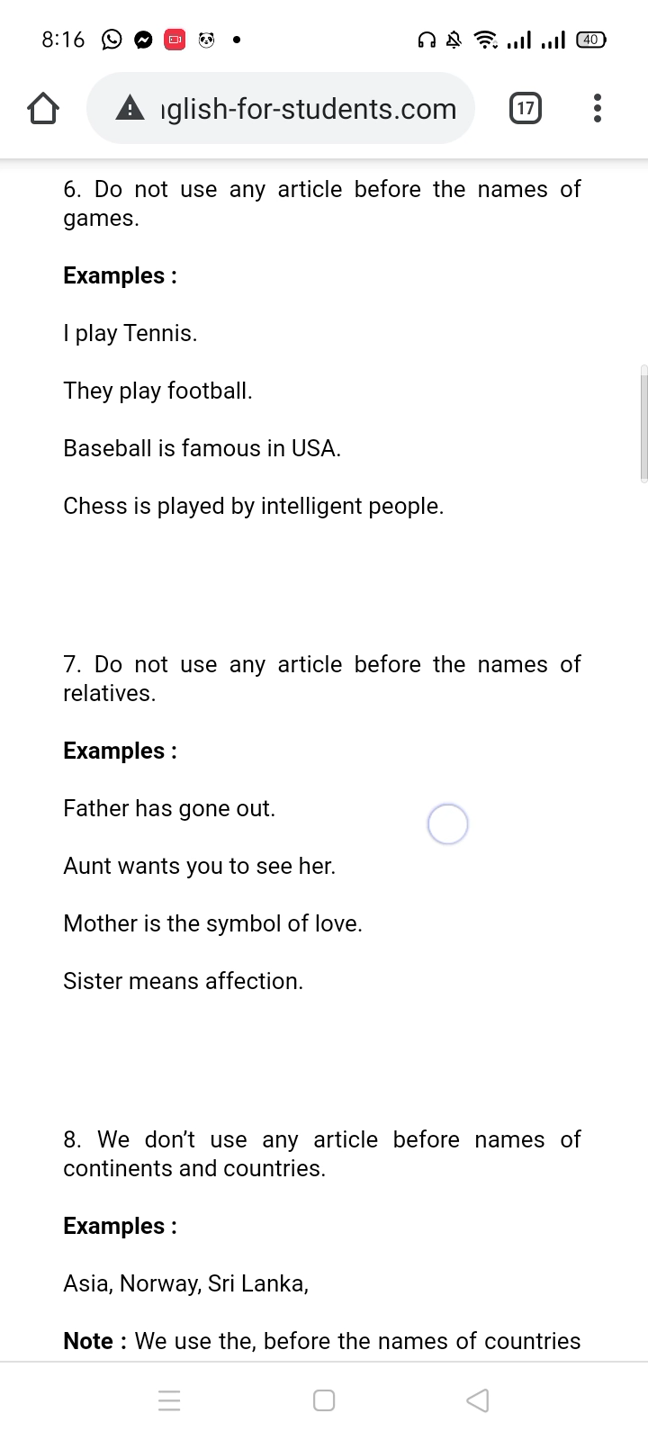 8:16
40
ıglish-for-students.com
17
6. Do not use any article before the names of
games.
Examples :
I play Tennis.
They play football.
Baseball is famous in USA.
Chess is played by intelligent people.
7. Do not use any article before the names of
relatives.
Examples :
Father has gone out.
Aunt wants you to see her.
Mother is the symbol of love.
Sister means affection.
8. We don’t use any article before names of
continents and countries.
Examples :
Asia, Norway, Sri Lanka,
Note : We use the, before the names of countries